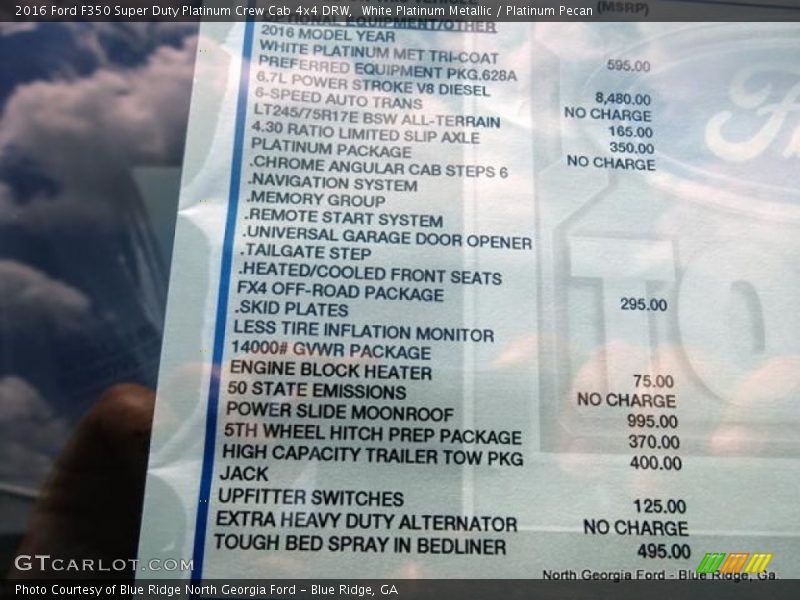 2016 Ford F350 Super Duty Platinum Crew Cab 4x4 DRW, White Platinum Metallic / Platinum Pecan
(MSRP)
OPTIONAL EQUIPMENT/OTHER
2016 MODEL YEAR
WHITE PLATINUM MET TRI-COAT 595.00
PREFERRED EQUIPMENT PKG.628A
6.7L POWER STROKE V8 DIESEL 8,480.00
6-SPEED AUTO TRANS NO CHARGE
LT245/75R17E BSW ALL-TERRAIN 165.00
4.30 RATIO LIMITED SLIP AXLE 350.00
PLATINUM PACKAGE NO CHARGE
.CHROME ANGULAR CAB STEPS 6
.NAVIGATION SYSTEM
.MEMORY GROUP
.REMOTE START SYSTEM
.UNIVERSAL GARAGE DOOR OPENER
.TAILGATE STEP
.HEATED/COOLED FRONT SEATS
FX4 OFF-ROAD PACKAGE 295.00
.SKID PLATES
LESS TIRE INFLATION MONITOR
14000# GVWR PACKAGE
ENGINE BLOCK HEATER 75.00
50 STATE EMISSIONS NO CHARGE
POWER SLIDE MOONROOF 995.00
5TH WHEEL HITCH PREP PACKAGE 370.00
HIGH CAPACITY TRAILER TOW PKG 400.00
JACK
UPFITTER SWITCHES 125.00
EXTRA HEAVY DUTY ALTERNATOR NO CHARGE
TOUGH BED SPRAY IN BEDLINER 495.00
GTCARLOT.COM
North Georgia Ford - Blue Ridge, Ga.
Photo Courtesy of Blue Ridge North Georgia Ford - Blue Ridge, GA